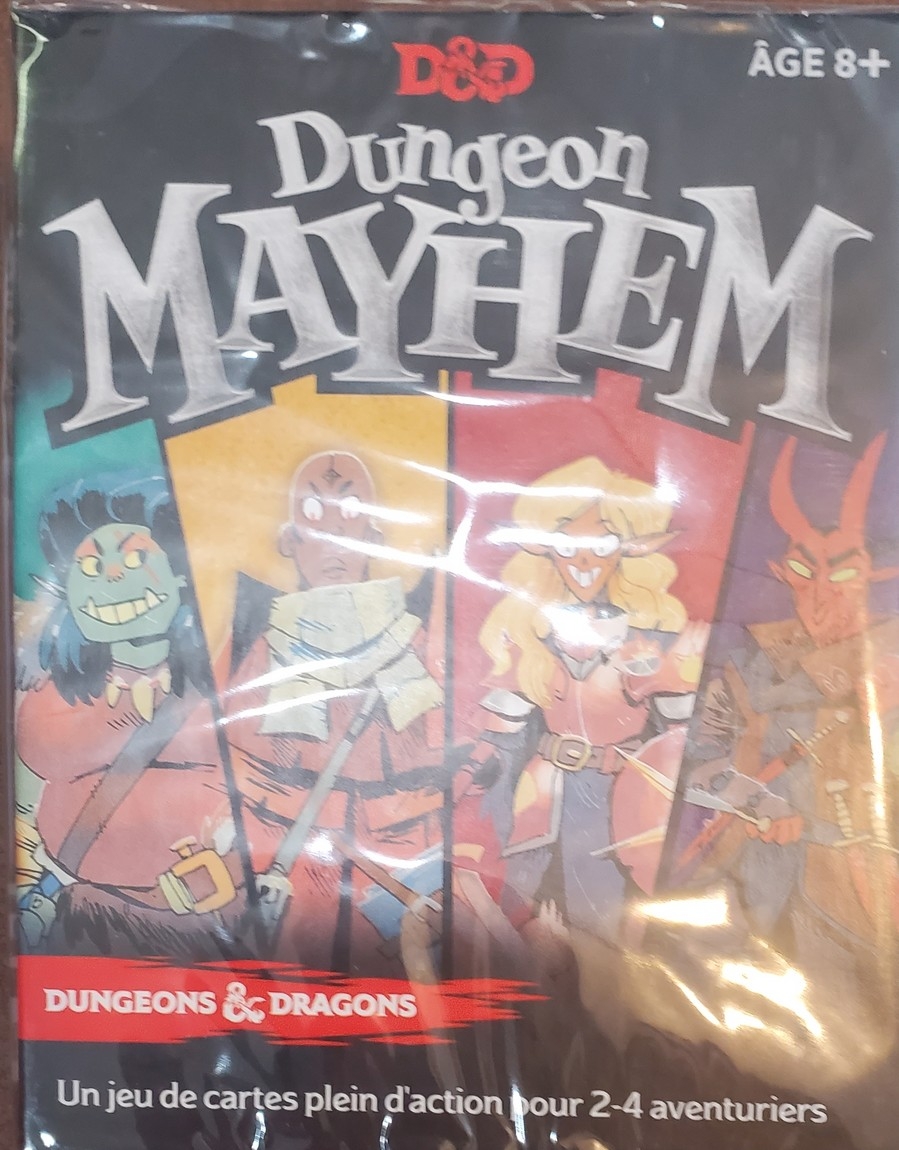 D&D
ÂGE 8+
Dungeon
MAYHEM
DUNGEONS & DRAGONS
Un jeu de cartes plein d'action pour 2-4 aventuriers